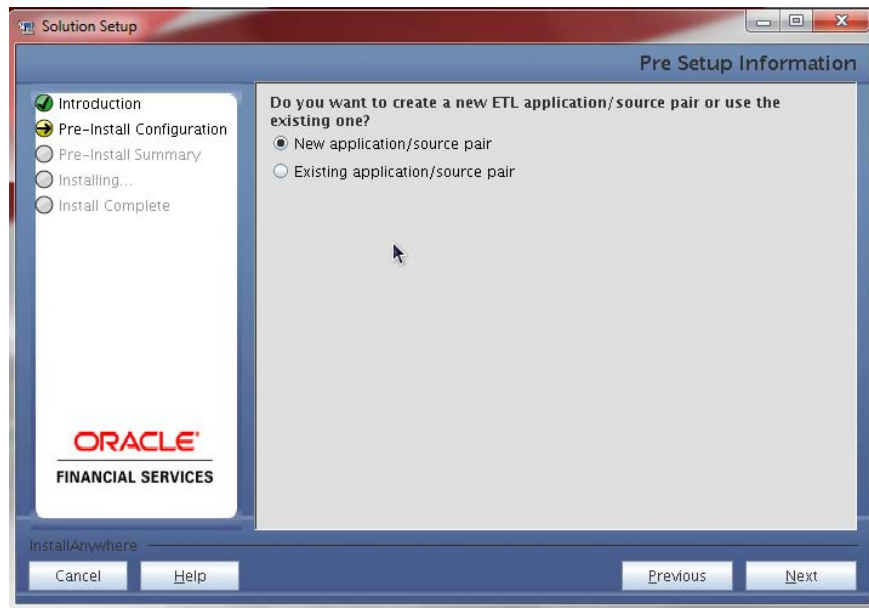 Solution Setup
Pre Setup Information
Introduction
Pre-Install Configuration
Pre-Install Summary
Installing...
Install Complete
ORACLE
FINANCIAL SERVICES
Do you want to create a new ETL application/source pair or use the
existing one?
New application/source pair
Existing application/source pair
InstallAnywhere
Cancel
Help
Previous
Next